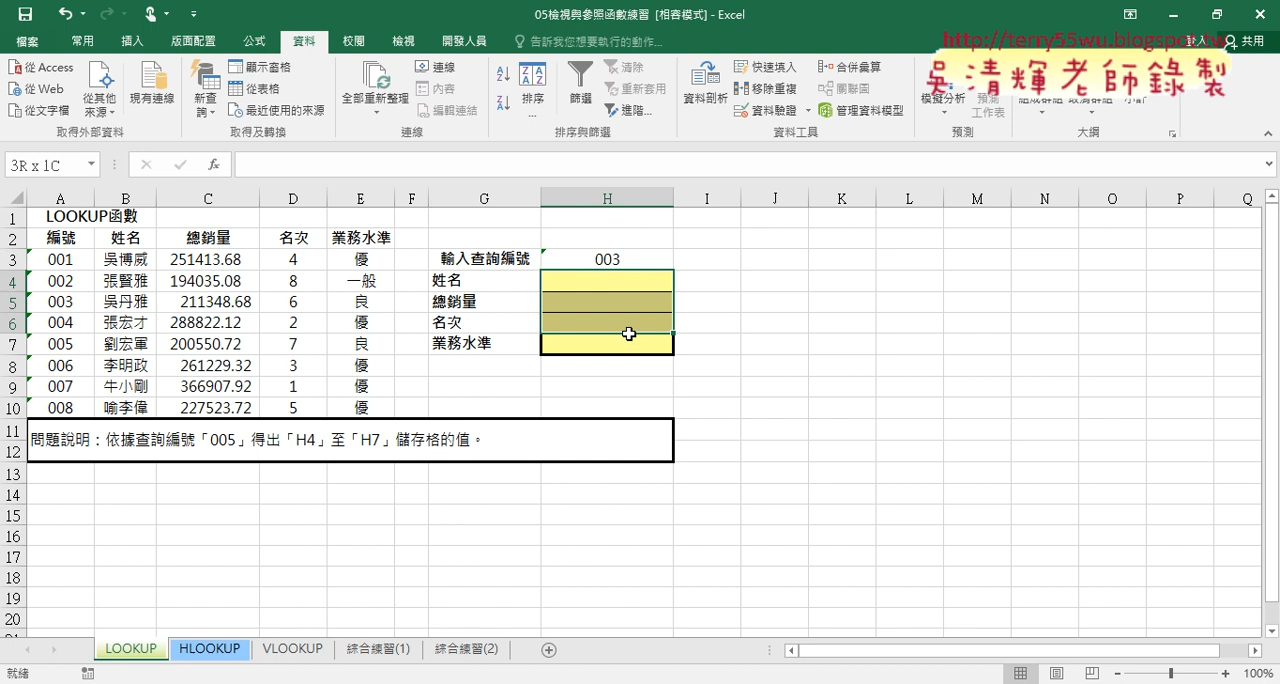 05檢視與參照函數練習 [相容模式] - Excel
檔案 常用 插入 版面配置 公式 資料 校閱 檢視 開發人員 告訴我您想要執行的動作... 登入 共用
http://terry55wu.blogspot.tw
吳清輝老師錄製
從 Access 從 Web 從文字檔 從其他來源 現有連線 新查詢 顯示窗格 從表格 最近使用的來源 全部重新整理 連線 內容 編輯連結 排序... 篩選 清除 重新套用 進階... 資料剖析 快速填入 移除重複 資料驗證 合併彙算 關聯圖 管理資料模型 模擬分析 預測工作表
取得外部資料 取得及轉換 連線 排序與篩選 資料工具 預測 大綱
3R x 1C fx
A B C D E F G H I J K L M N O P Q
1 LOOKUP函數
2 編號 姓名 總銷量 名次 業務水準
3 001 吳博威 251413.68 4 優 輸入查詢編號 003
4 002 張賢雅 194035.08 8 一般 姓名
5 003 吳丹雅 211348.68 6 良 總銷量
6 004 張宏才 288822.12 2 優 名次
7 005 劉宏軍 200550.72 7 良 業務水準
8 006 李明政 261229.32 3 優
9 007 牛小剛 366907.92 1 優
10 008 喻李偉 227523.72 5 優
11 問題說明：依據查詢編號「005」得出「H4」至「H7」儲存格的值。
12
13
14
15
16
17
18
19
20
LOOKUP HLOOKUP VLOOKUP 綜合練習(1) 綜合練習(2)
就緒 100%